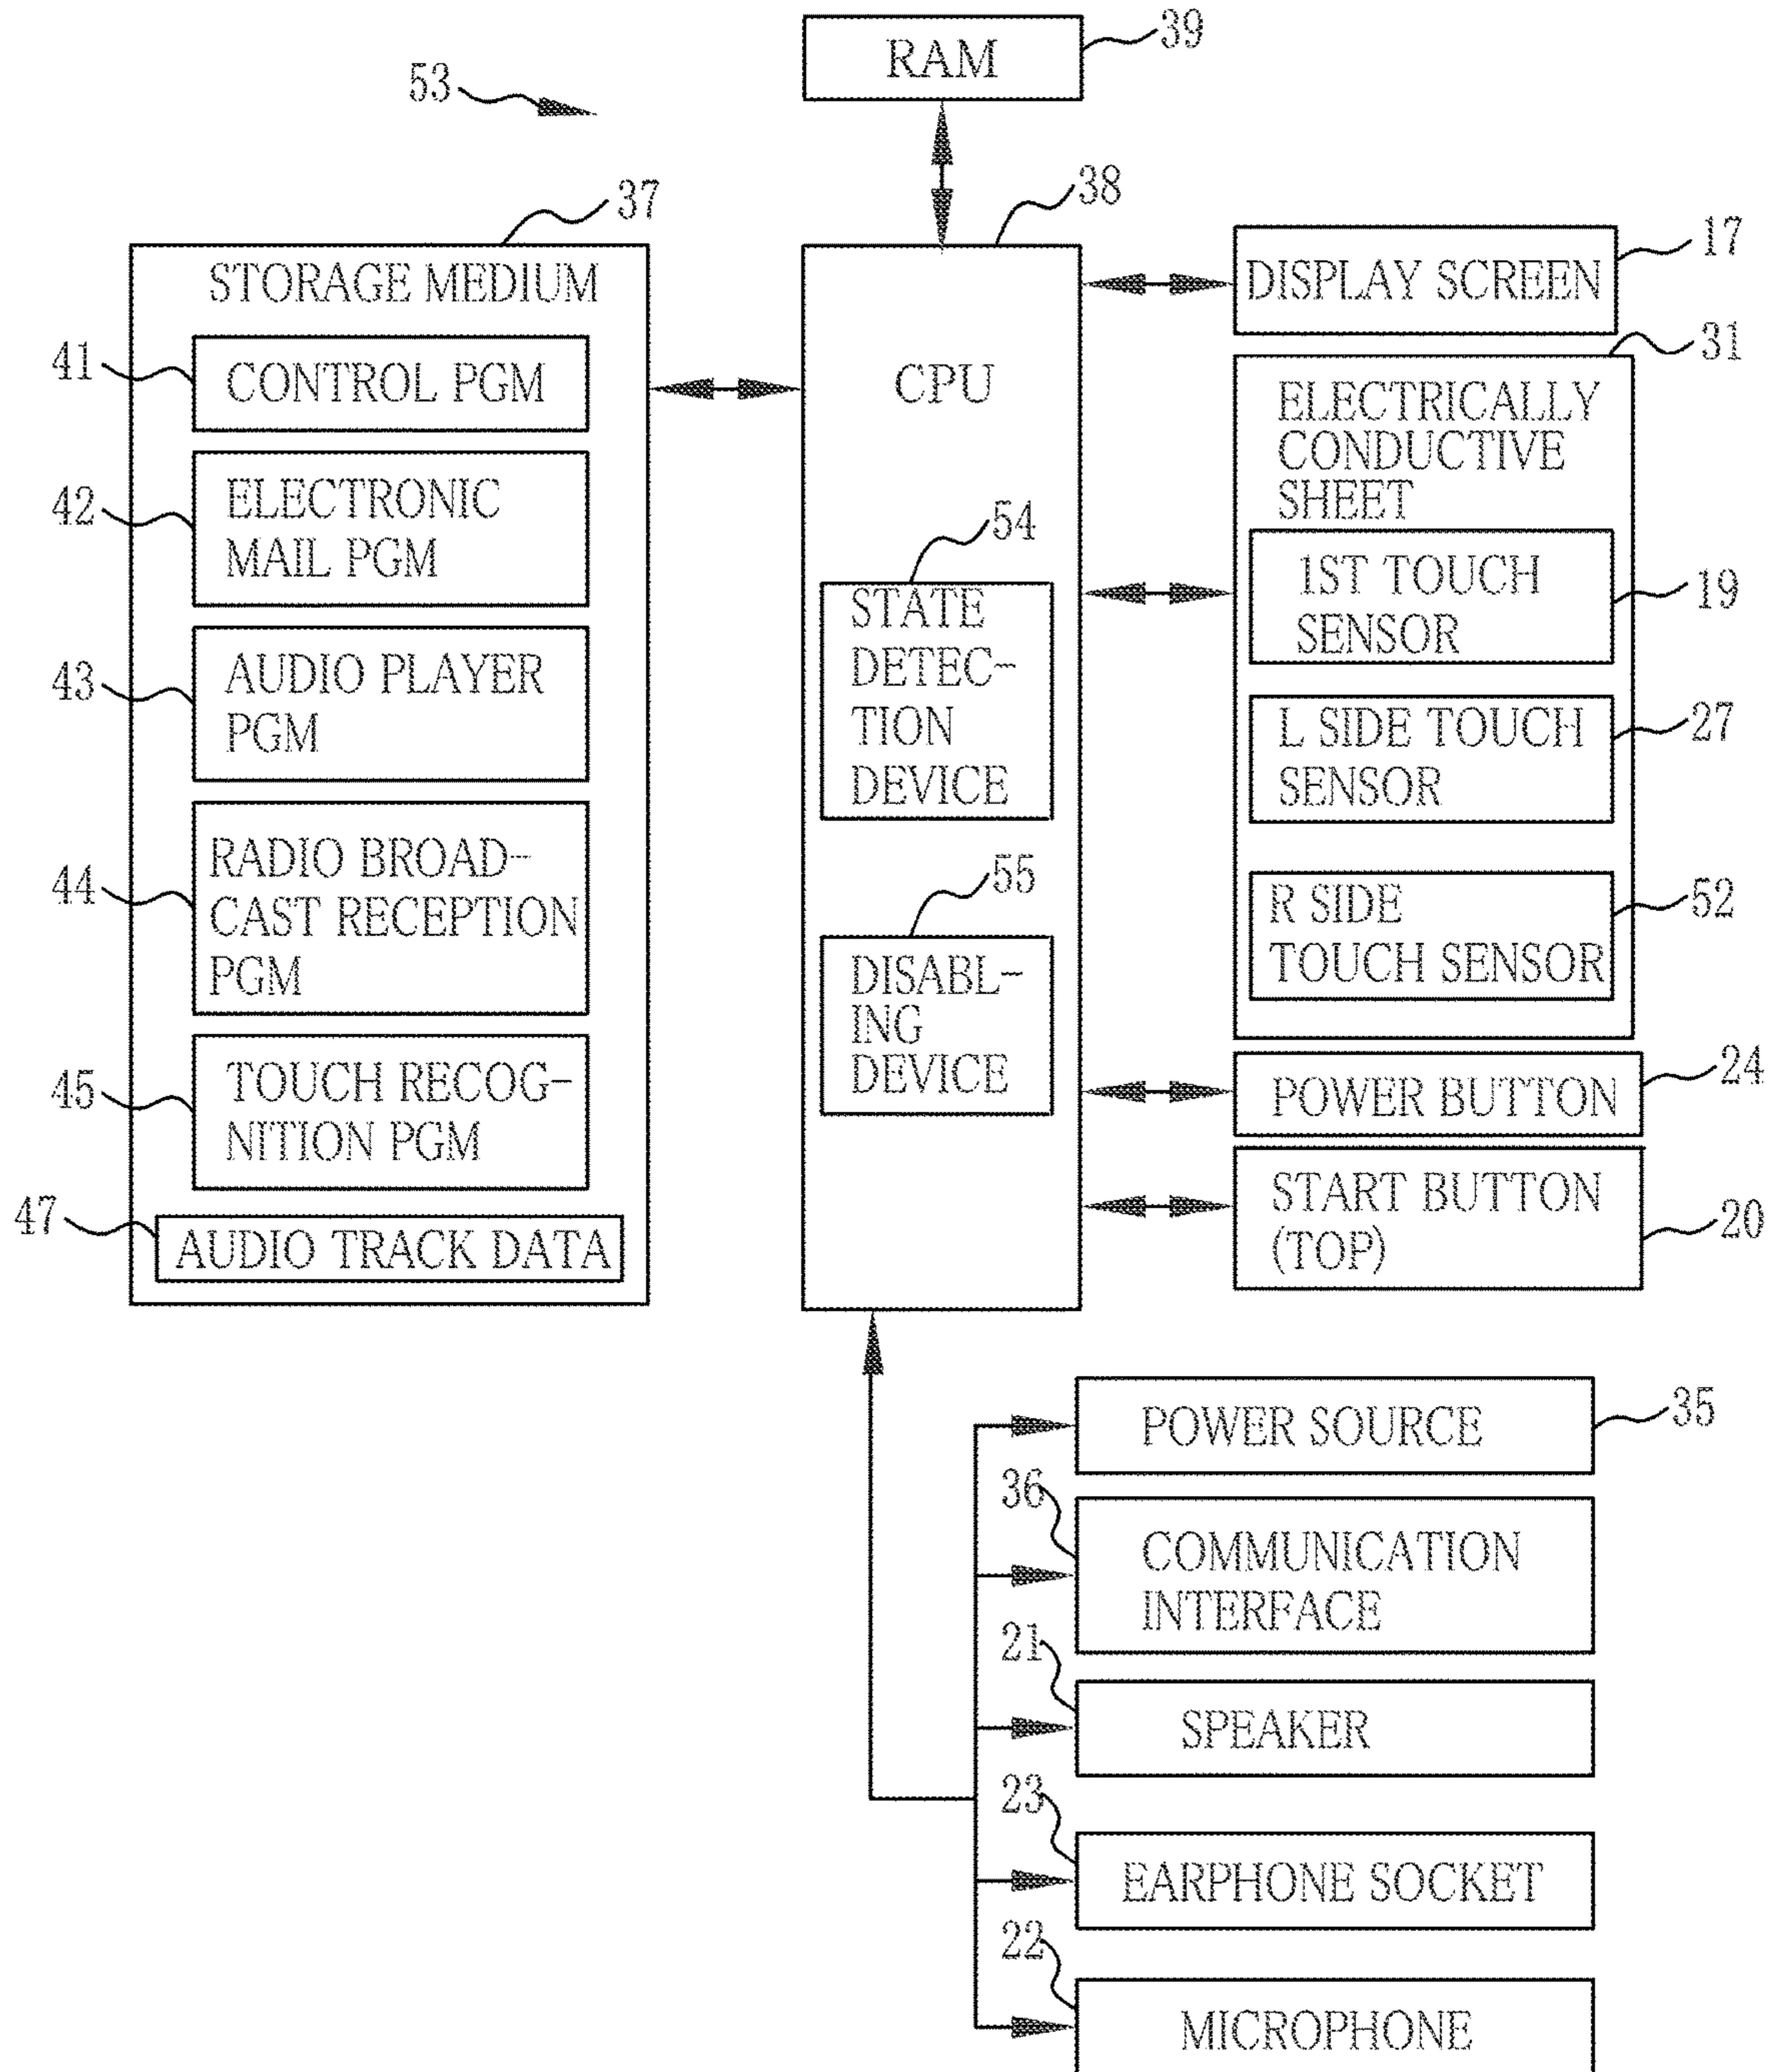 RAM
39
53
37
STORAGE MEDIUM
41
CONTROL PGM
42
ELECTRONIC
MAIL PGM
43
AUDIO PLAYER
PGM
44
RADIO BROAD-
CAST RECEPTION
PGM
45
TOUCH RECOG-
NITION PGM
47
AUDIO TRACK DATA
38
CPU
54
STATE
DETEC-
TION
DEVICE
55
DISABL-
ING
DEVICE
17
DISPLAY SCREEN
31
ELECTRICALLY
CONDUCTIVE
SHEET
1ST TOUCH
SENSOR
19
L SIDE TOUCH
SENSOR
27
R SIDE
TOUCH SENSOR
52
POWER BUTTON
24
START BUTTON
(TOP)
20
POWER SOURCE
35
36
COMMUNICATION
INTERFACE
21
SPEAKER
23
EARPHONE SOCKET
22
MICROPHONE